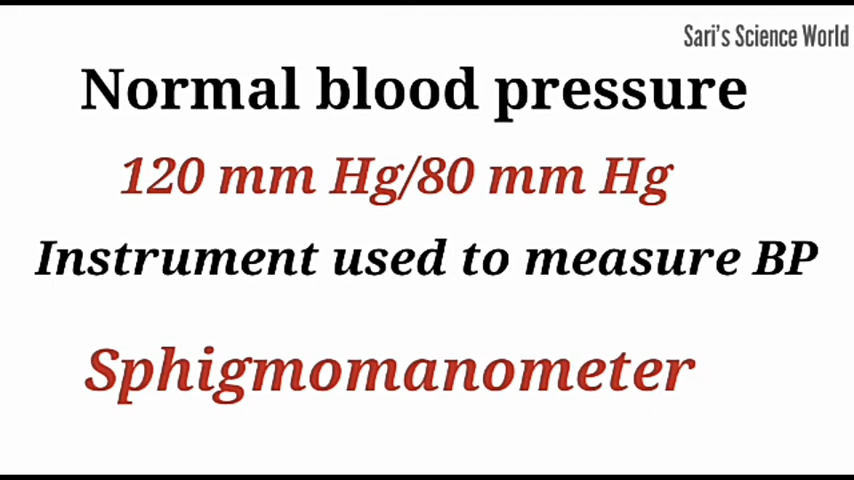 Sari's Science World
Normal blood pressure
120 mm Hg/80 mm Hg
Instrument used to measure BP
Sphigmomanometer